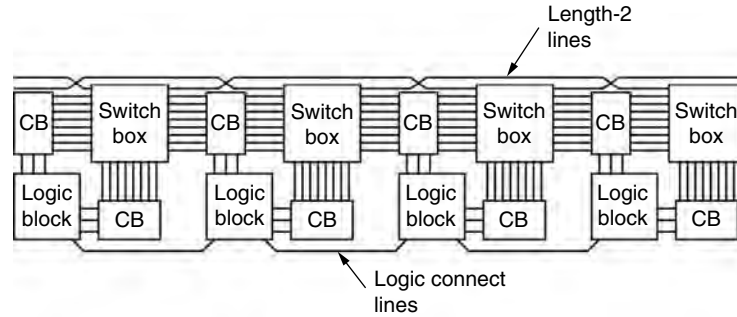 Length-2
lines
CB
Switch
box
CB
Switch
box
CB
Switch
box
CB
Switch
box
Logic
block
CB
Logic
block
CB
Logic
block
CB
Logic
block
CB
Logic connect
lines